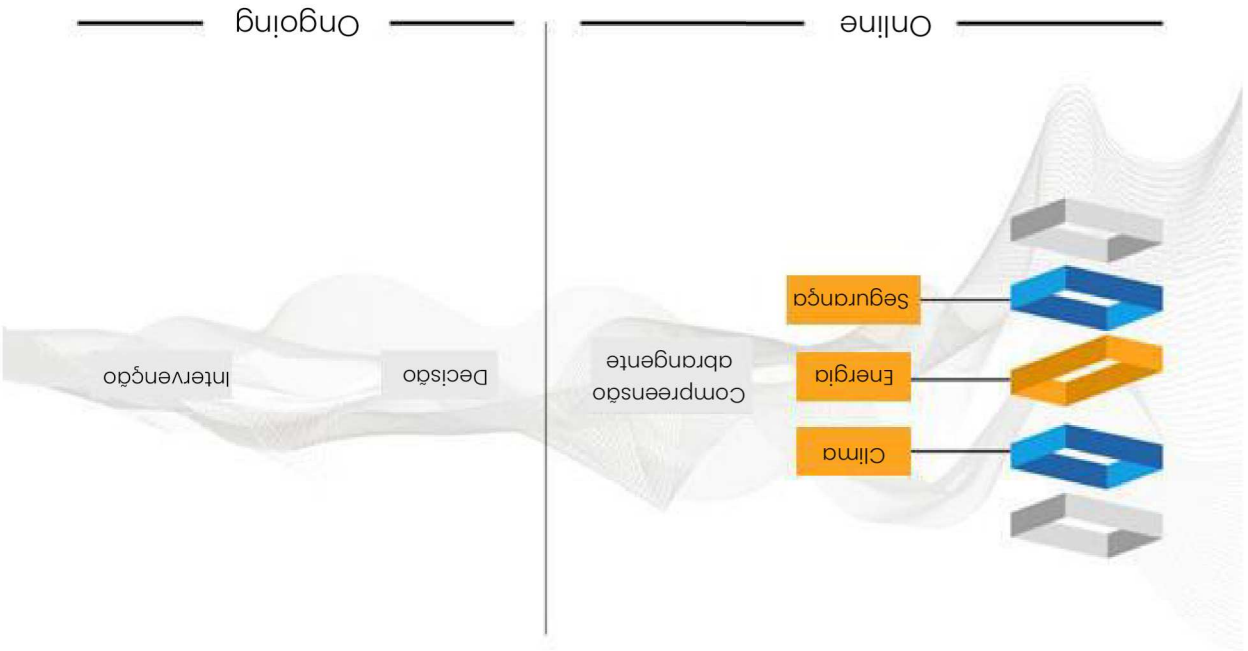 Clima
Energia
Segurança
Compreensão
abrangente
Decisão
Intervenção
Online
Ongoing